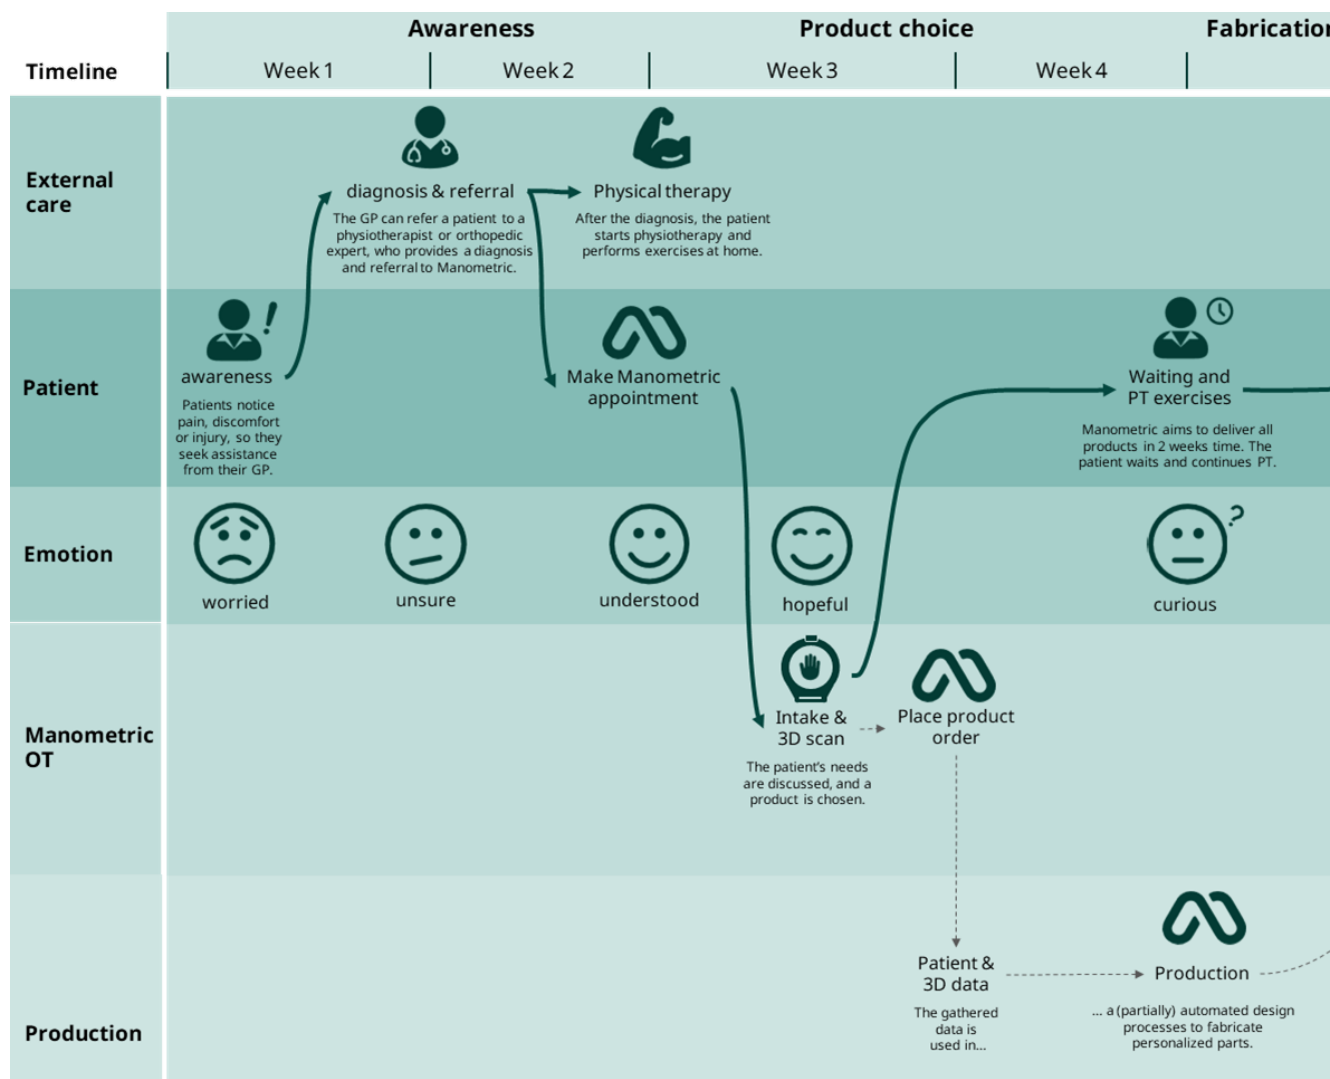 Awareness
Product choice
Fabrication
Timeline
Week 1
Week 2
Week 3
Week 4
External
care
diagnosis & referral
The GP can refer a patient to a
physiotherapist or orthopedic
expert, who provides a diagnosis
and referral to Manometric.
Physical therapy
After the diagnosis, the patient
starts physiotherapy and
performs exercises at home.
Patient
awareness
Patients notice
pain, discomfort
or injury, so they
seek assistance
from their GP.
Make Manometric
appointment
Waiting and
PT exercises
Manometric aims to deliver all
products in 2 weeks time. The
patient waits and continues PT.
Emotion
worried
unsure
understood
hopeful
?
curious
Manometric
OT
Intake &
3D scan
The patient’s needs
are discussed, and a
product is chosen.
Place product
order
Production
Patient &
3D data
The gathered
data is
used in...
Production
... a (partially) automated design
processes to fabricate
personalized parts.